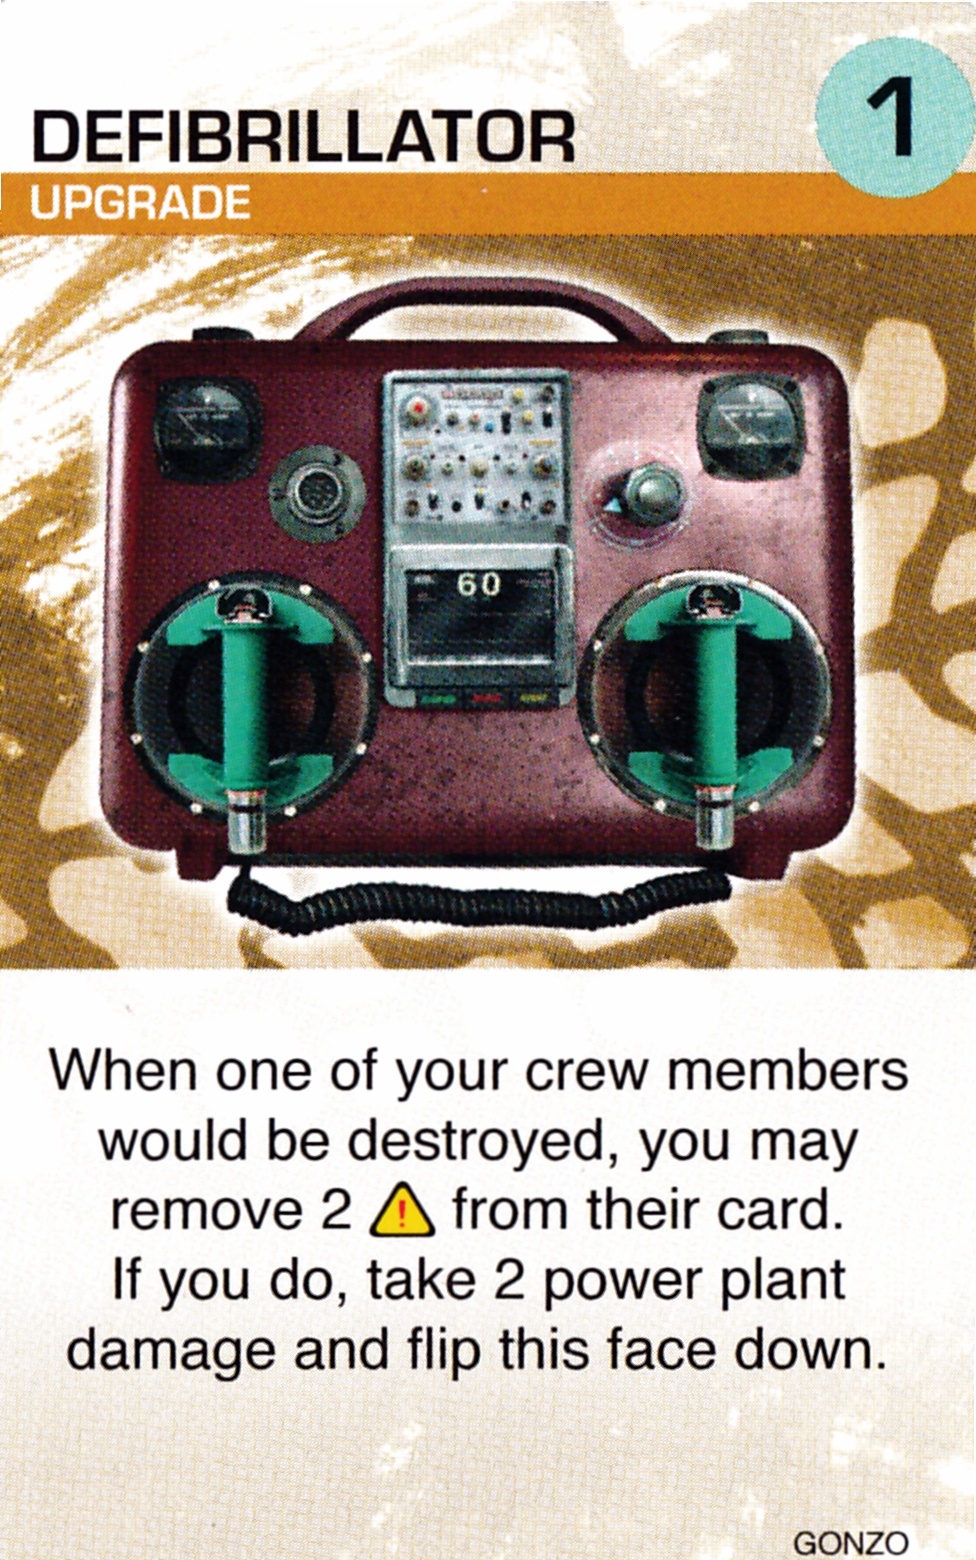 DEFIBRILLATOR
1
UPGRADE
60
When one of your crew members
would be destroyed, you may
remove 2 ⚠ from their card.
If you do, take 2 power plant
damage and flip this face down.
GONZO